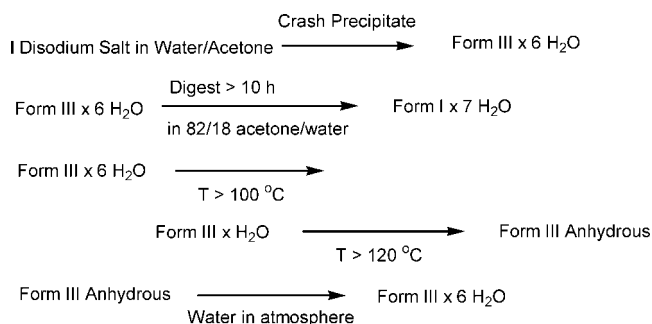 Crash Precipitate
I Disodium Salt in Water/Acetone
Form III x 6 H₂O
Digest > 10 h
Form III x 6 H₂O
Form I x 7 H₂O
in 82/18 acetone/water
Form III x 6 H₂O
T > 100 °C
Form III x H₂O
Form III Anhydrous
T > 120 °C
Form III Anhydrous
Form III x 6 H₂O
Water in atmosphere